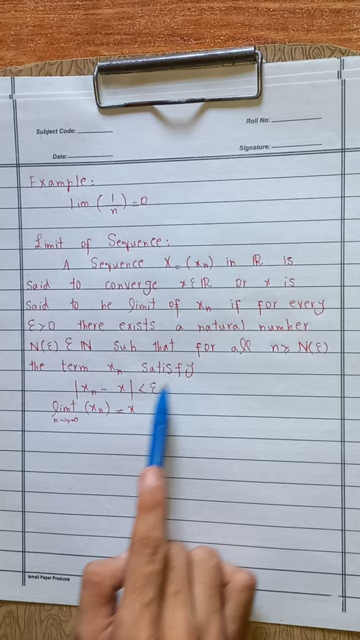 Roll No:
Subject Code:
Signature:
Date:
Example:
lim (1/n) = 0
Limit of Sequence:
A Sequence X = (xn) in ℝ is
said to converge x ∈ ℝ or x is
said to be limit of xn if for every
ε > 0 there exists a natural number
N(ε) ∈ ℕ suh that for all n ≥ N(ε)
the term xn satisfy
|xn - x| < ε
limt (xn) = x
n→∞
Ismail Paper Products